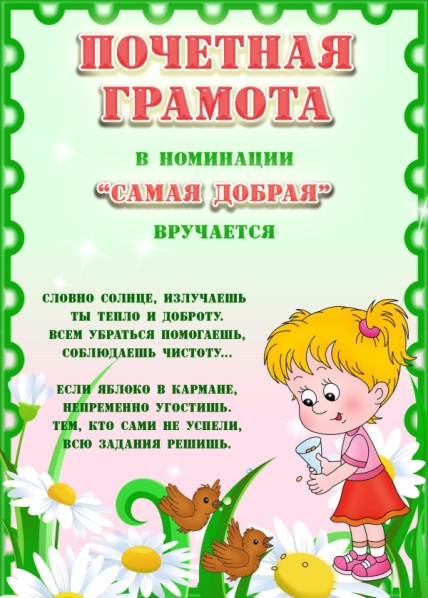 ПОЧЕТНАЯ
ГРАМОТА
В НОМИНАЦИИ
"САМАЯ ДОБРАЯ"
ВРУЧАЕТСЯ
СЛОВНО СОЛНЦЕ, ИЗЛУЧАЕШЬ
ТЫ ТЕПЛО И ДОБРОТУ.
ВСЕМ УБРАТЬСЯ ПОМОГАЕШЬ,
СОБЛЮДАЕШЬ ЧИСТОТУ...
ЕСЛИ ЯБЛОКО В КАРМАНЕ,
НЕПРЕМЕННО УГОСТИШЬ.
ТЕМ, КТО САМИ НЕ УСПЕЛИ,
ВСЮ ЗАДАНИЯ РЕШИШЬ.